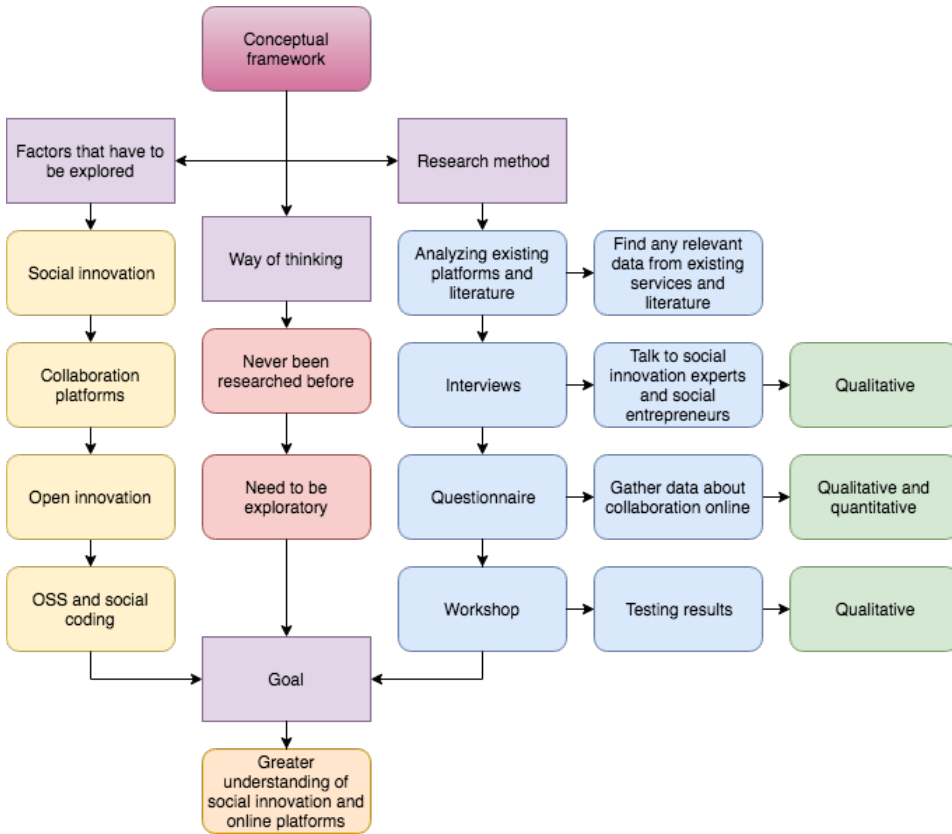 Conceptual
framework
Factors that have to
be explored
Research method
Way of thinking
Social innovation
Analyzing existing
platforms and
literature
Find any relevant
data from existing
services and
literature
Collaboration
platforms
Never been
researched before
Interviews
Talk to social
innovation experts
and social
entrepreneurs
Qualitative
Open innovation
Need to be
exploratory
Questionnaire
Gather data about
collaboration online
Qualitative and
quantitative
OSS and social
coding
Workshop
Testing results
Qualitative
Goal
Greater
understanding of
social innovation and
online platforms